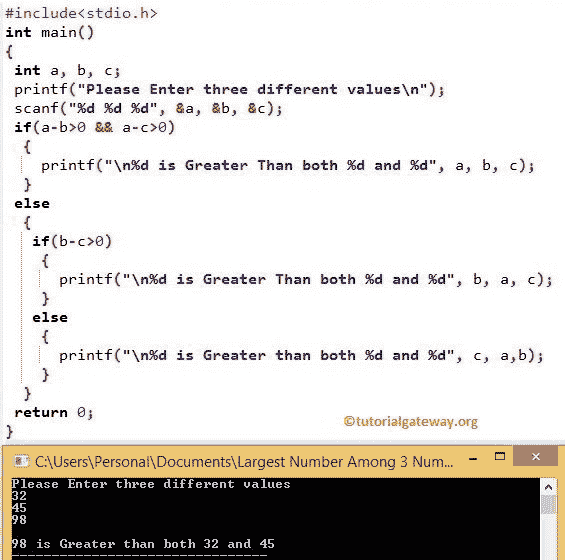 #include<stdio.h>
int main()
{
int a, b, c;
printf("Please Enter three different values\n");
scanf("%d %d %d", &a, &b, &c);
if(a-b>0 && a-c>0)
{
printf("\n%d is Greater Than both %d and %d", a, b, c);
}
else
{
if(b-c>0)
{
printf("\n%d is Greater Than both %d and %d", b, a, c);
}
else
{
printf("\n%d is Greater than both %d and %d", c, a,b);
}
}
return 0;
©tutorialgateway.org
}
C:\Users\Personal\Documents\Largest Number Among 3 Num...
Please Enter three different values
32
45
98
98 is Greater than both 32 and 45
--------------------------------